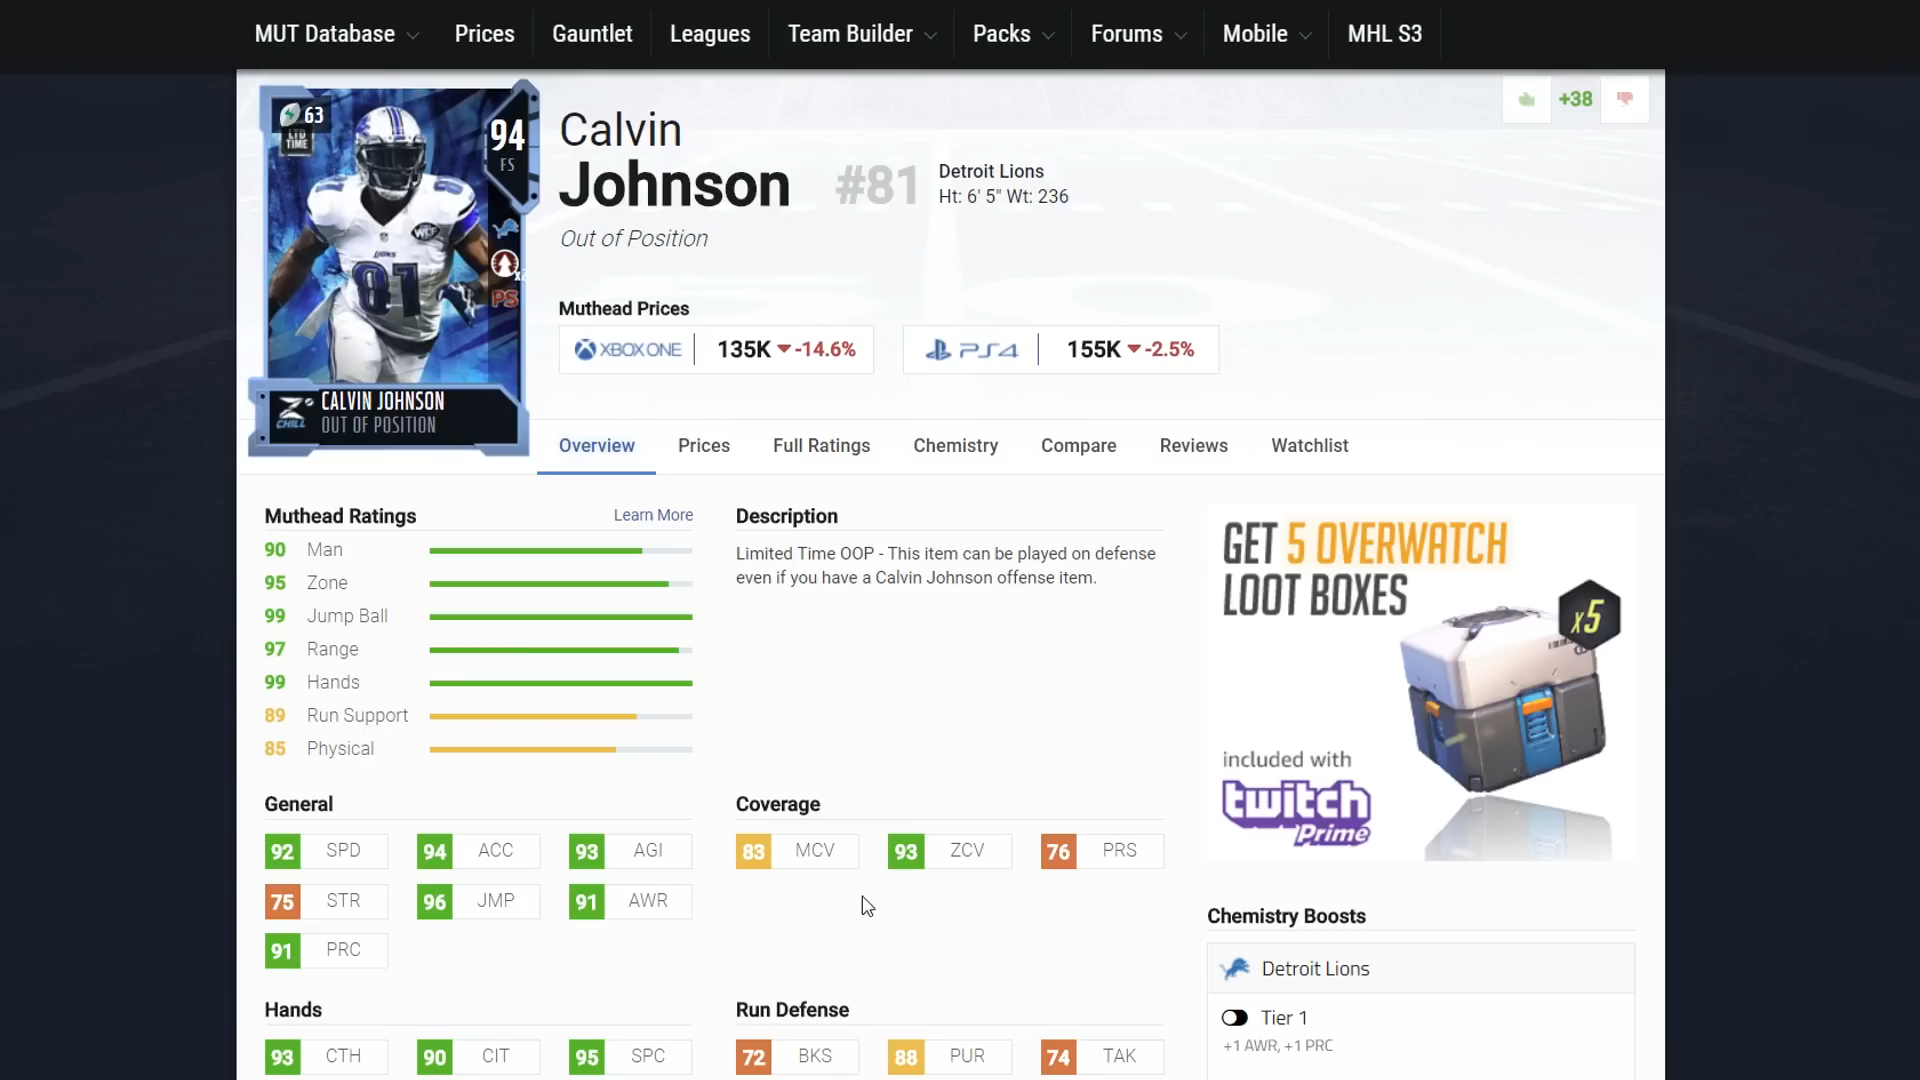 MUT Database Prices Gauntlet Leagues Team Builder Packs Forums Mobile MHL S3
63
LTD
TIME
94
FS
WCF
LIONS
81
PS
Z
CHILL
CALVIN JOHNSON
OUT OF POSITION
Calvin
Johnson
#81
Detroit Lions
Ht: 6' 5" Wt: 236
Out of Position
+38
Muthead Prices
XBOX ONE 135K -14.6%
PS4 155K -2.5%
Overview Prices Full Ratings Chemistry Compare Reviews Watchlist
Muthead Ratings Learn More
90 Man
95 Zone
99 Jump Ball
97 Range
99 Hands
89 Run Support
85 Physical
Description
Limited Time OOP - This item can be played on defense
even if you have a Calvin Johnson offense item.
General
92 SPD 94 ACC 93 AGI
75 STR 96 JMP 91 AWR
91 PRC
Coverage
83 MCV 93 ZCV 76 PRS
Hands
93 CTH 90 CIT 95 SPC
Run Defense
72 BKS 88 PUR 74 TAK
GET 5 OVERWATCH
LOOT BOXES
x5
included with
twitch
Prime
Chemistry Boosts
Detroit Lions
Tier 1
+1 AWR, +1 PRC